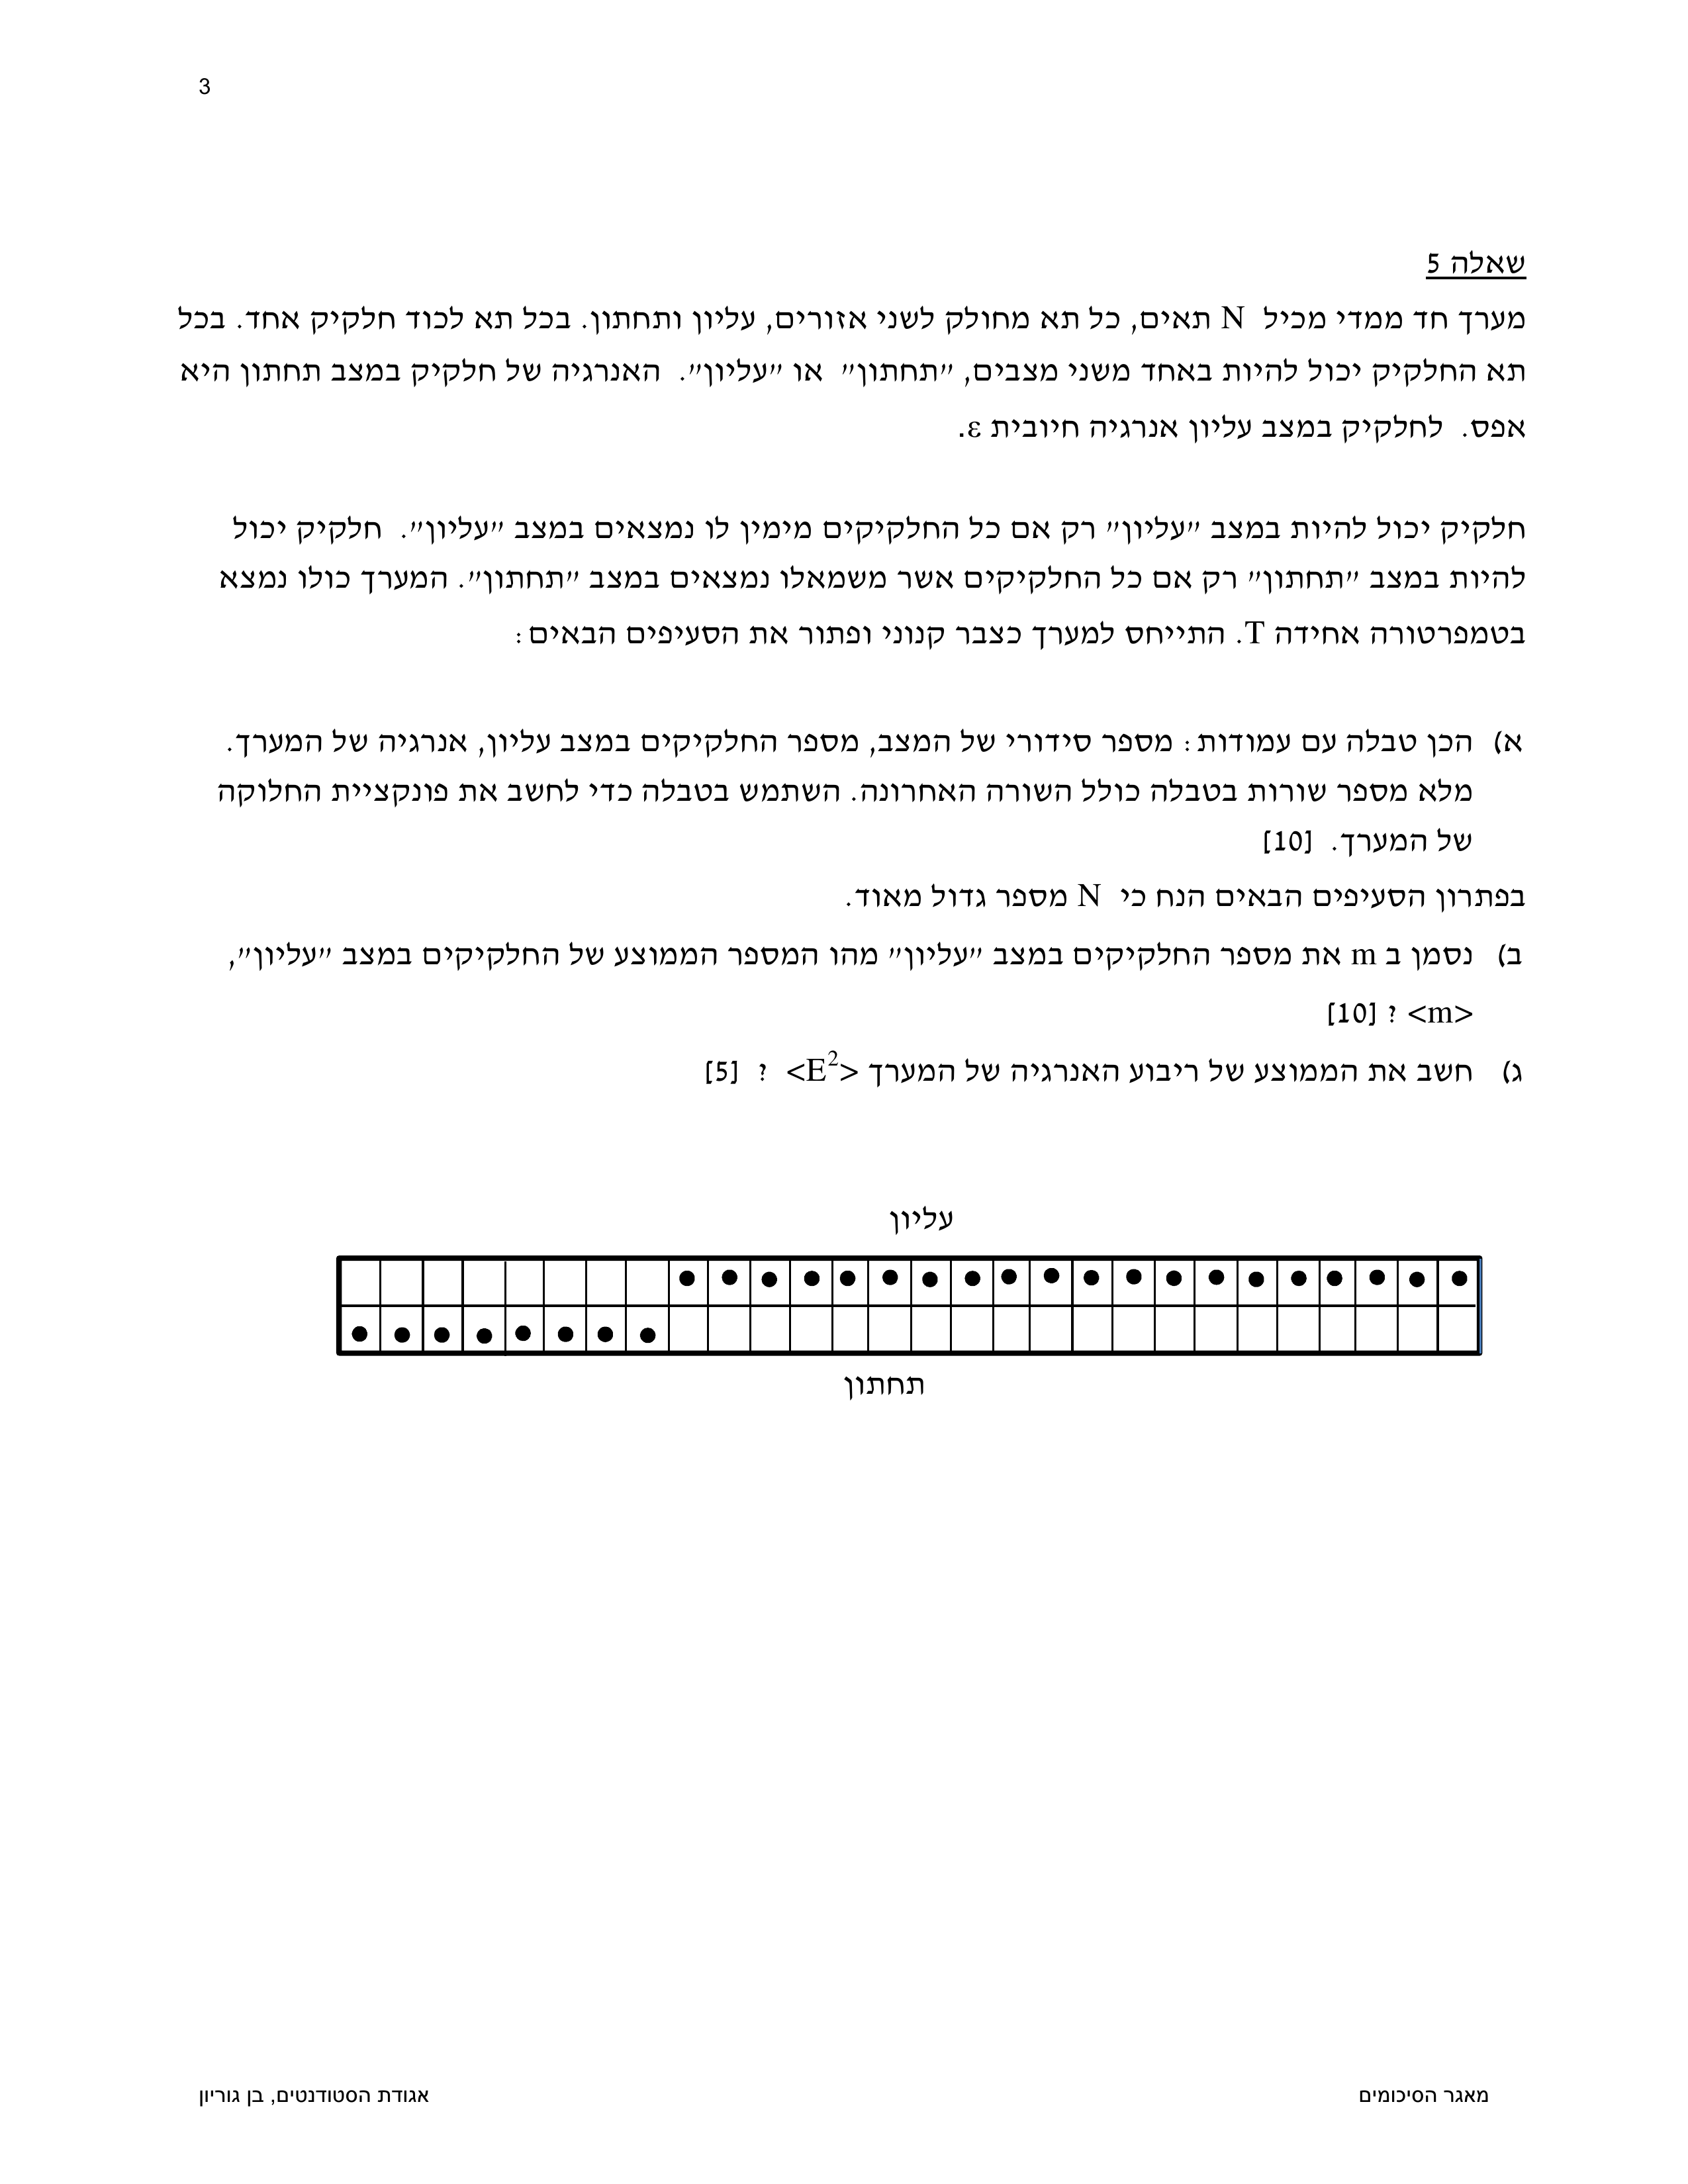 3
שאלה 5
מערך חד ממדי מכיל N תאים, כל תא מחולק לשני אזורים, עליון ותחתון. בכל תא לכוד חלקיק אחד. בכל
תא החלקיק יכול להיות באחד משני מצבים, "תחתון" או "עליון". האנרגיה של חלקיק במצב תחתון היא
אפס. לחלקיק במצב עליון אנרגיה חיובית ε.
חלקיק יכול להיות במצב "עליון" רק אם כל החלקיקים מימין לו נמצאים במצב "עליון". חלקיק יכול
להיות במצב "תחתון" רק אם כל החלקיקים אשר משמאלו נמצאים במצב "תחתון". המערך כולו נמצא
בטמפרטורה אחידה T. התייחס למערך כצבר קנוני ופתור את הסעיפים הבאים:
א) הכן טבלה עם עמודות: מספר סידורי של המצב, מספר החלקיקים במצב עליון, אנרגיה של המערך.
מלא מספר שורות בטבלה כולל השורה האחרונה. השתמש בטבלה כדי לחשב את פונקציית החלוקה
של המערך. [10]
בפתרון הסעיפים הבאים הנח כי N מספר גדול מאוד.
ב) נסמן ב m את מספר החלקיקים במצב "עליון" מהו המספר הממוצע של החלקיקים במצב "עליון",
<m> ? [10]
ג) חשב את הממוצע של ריבוע האנרגיה של המערך <E²> ? [5]
עליון
תחתון
מאגר הסיכומים אגודת הסטודנטים, בן גוריון